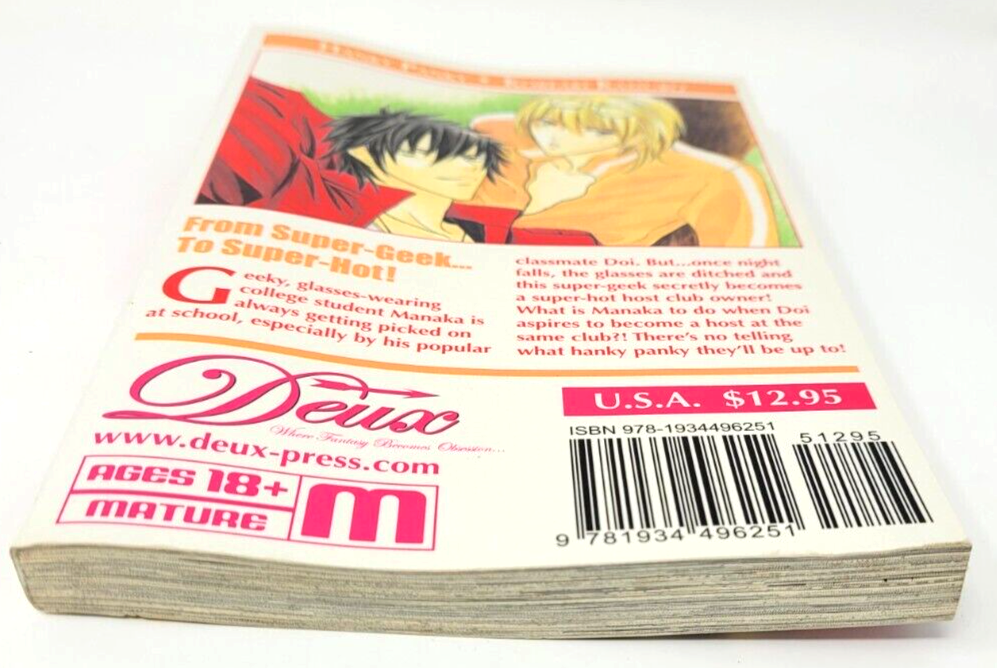 HANKY PANKY •
From Super-Geek...
To Super-Hot!
Geeky, glasses-wearing
college student Manaka is
always getting picked on
at school, especially by his popular
classmate Doi. But...once night
falls, the glasses are ditched and
this super-geek secretly becomes
a super-hot host club owner!
What is Manaka to do when Doi
aspires to become a host at the
same club?! There's no telling
what hanky panky they'll be up to!
Deux
Where Fantasy Becomes Obsession...
www.deux-press.com
AGES 18+
MATURE
M
U.S.A. $12.95
ISBN 978-1934496251
51295
9 781934 496251